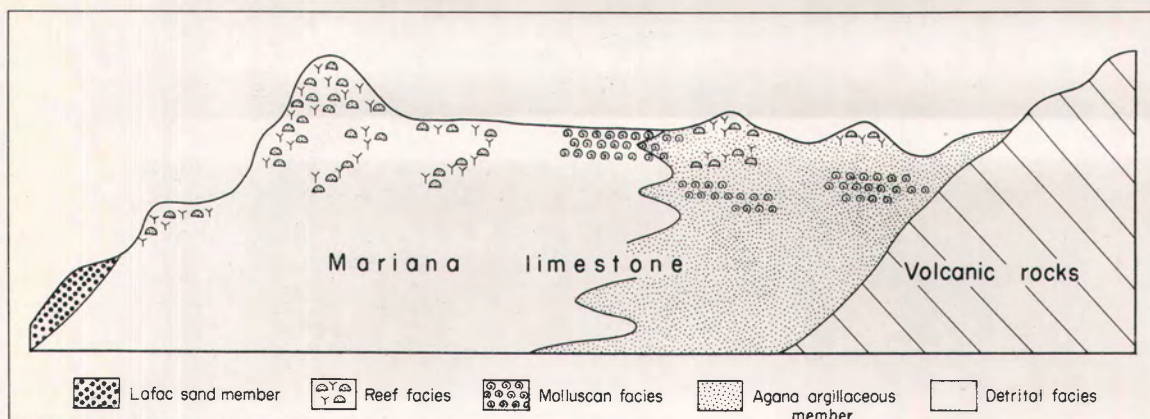 Mariana limestone
Volcanic rocks
Lafac sand member
Reef facies
Molluscan facies
Agana argillaceous
member
Detrital facies